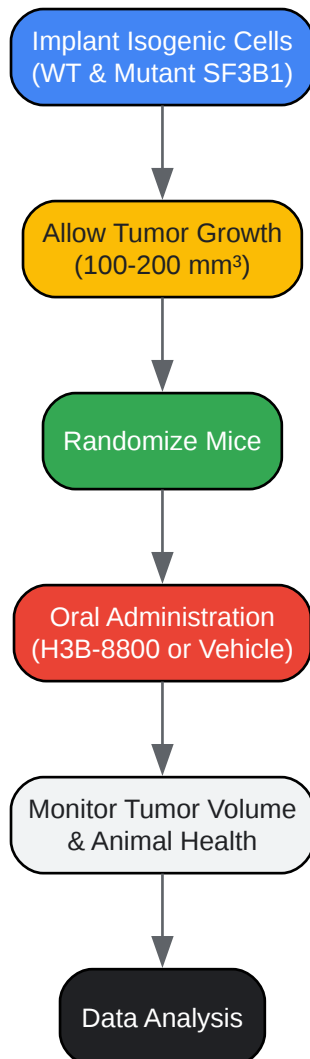 Implant Isogenic Cells
(WT & Mutant SF3B1)
Allow Tumor Growth
(100-200 mm³)
Randomize Mice
Oral Administration
(H3B-8800 or Vehicle)
Monitor Tumor Volume
& Animal Health
Data Analysis